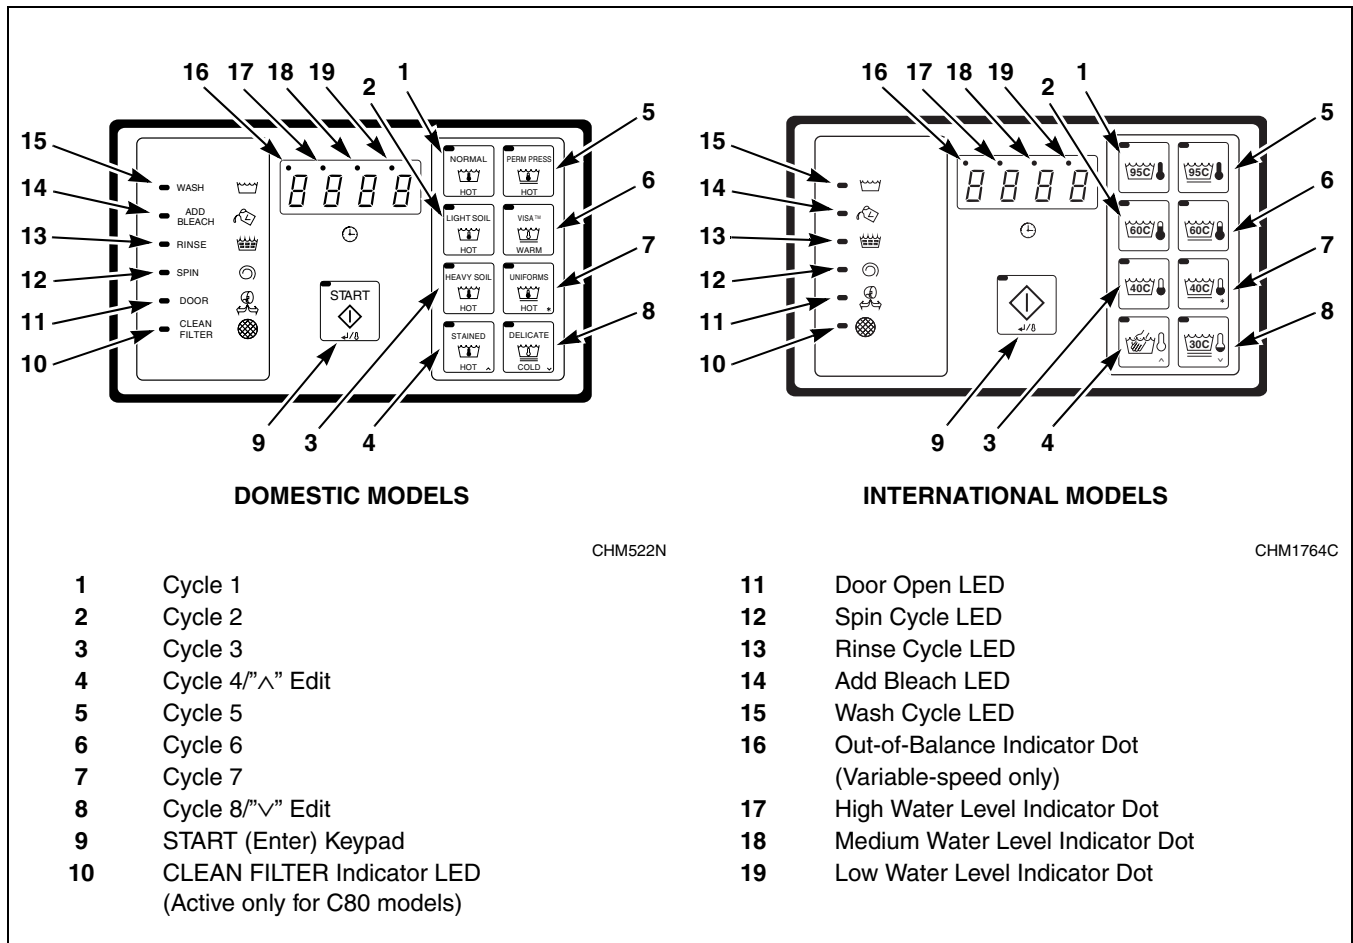 16 17 18 19 1
2
5
15
14
13
12
11
10
6
7
8
WASH
ADD
BLEACH
RINSE
SPIN
DOOR
CLEAN
FILTER
8 8 8 8
START
NORMAL
HOT
PERM PRESS
HOT
LIGHT SOIL
HOT
VISA™
WARM
HEAVY SOIL
HOT
UNIFORMS
HOT *
STAINED
HOT ^
DELICATE
COLD ˅
9 3 4
DOMESTIC MODELS
CHM522N
16 17 18 19 1
2
5
15
14
13
12
11
10
6
7
8
8 8 8 8
95C 95C
60C 60C
40C 40C
*
30C
^ ˅
9 3 4
INTERNATIONAL MODELS
CHM1764C
1 Cycle 1
2 Cycle 2
3 Cycle 3
4 Cycle 4/”∧” Edit
5 Cycle 5
6 Cycle 6
7 Cycle 7
8 Cycle 8/”∨” Edit
9 START (Enter) Keypad
10 CLEAN FILTER Indicator LED
(Active only for C80 models)
11 Door Open LED
12 Spin Cycle LED
13 Rinse Cycle LED
14 Add Bleach LED
15 Wash Cycle LED
16 Out-of-Balance Indicator Dot
(Variable-speed only)
17 High Water Level Indicator Dot
18 Medium Water Level Indicator Dot
19 Low Water Level Indicator Dot